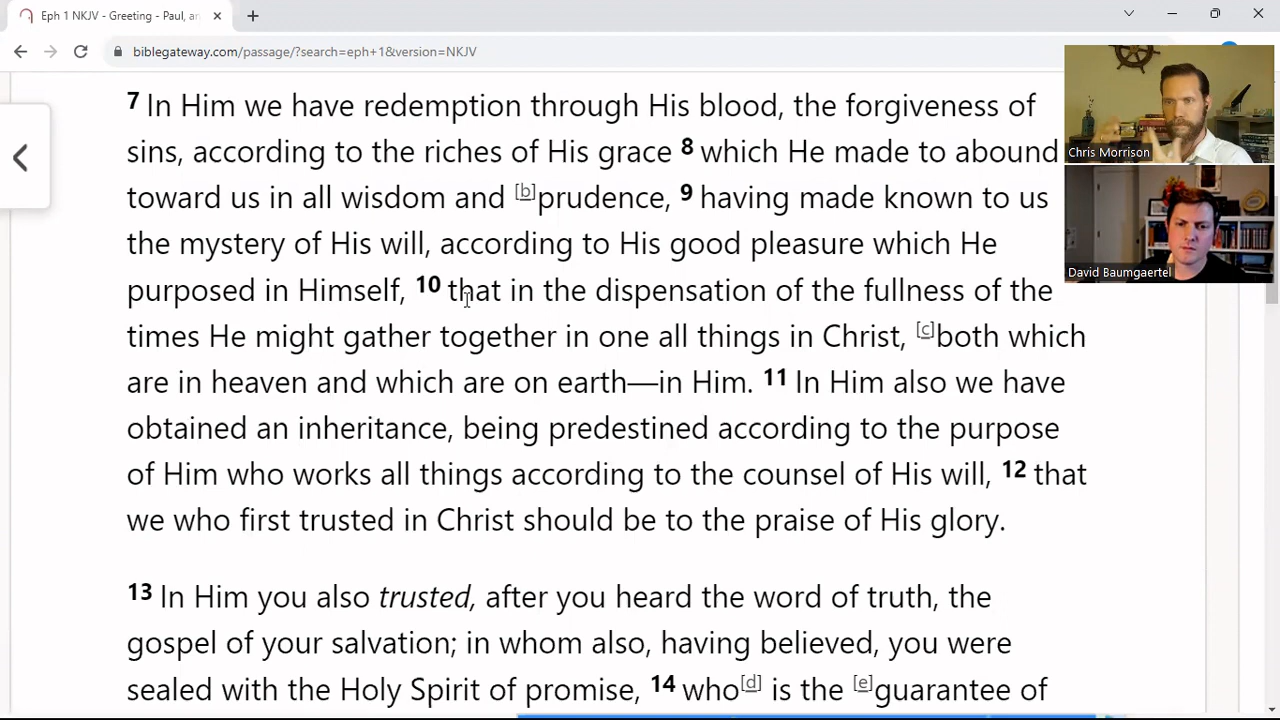 Eph 1 NKJV - Greeting - Paul, an
biblegateway.com/passage/?search=eph+1&version=NKJV
7 In Him we have redemption through His blood, the forgiveness of
sins, according to the riches of His grace 8 which He made to abound
toward us in all wisdom and [b]prudence, 9 having made known to us
the mystery of His will, according to His good pleasure which He
purposed in Himself, 10 that in the dispensation of the fullness of the
times He might gather together in one all things in Christ, [c]both which
are in heaven and which are on earth—in Him. 11 In Him also we have
obtained an inheritance, being predestined according to the purpose
of Him who works all things according to the counsel of His will, 12 that
we who first trusted in Christ should be to the praise of His glory.
13 In Him you also trusted, after you heard the word of truth, the
gospel of your salvation; in whom also, having believed, you were
sealed with the Holy Spirit of promise, 14 who[d] is the [e]guarantee of
Chris Morrison
David Baumgaertel